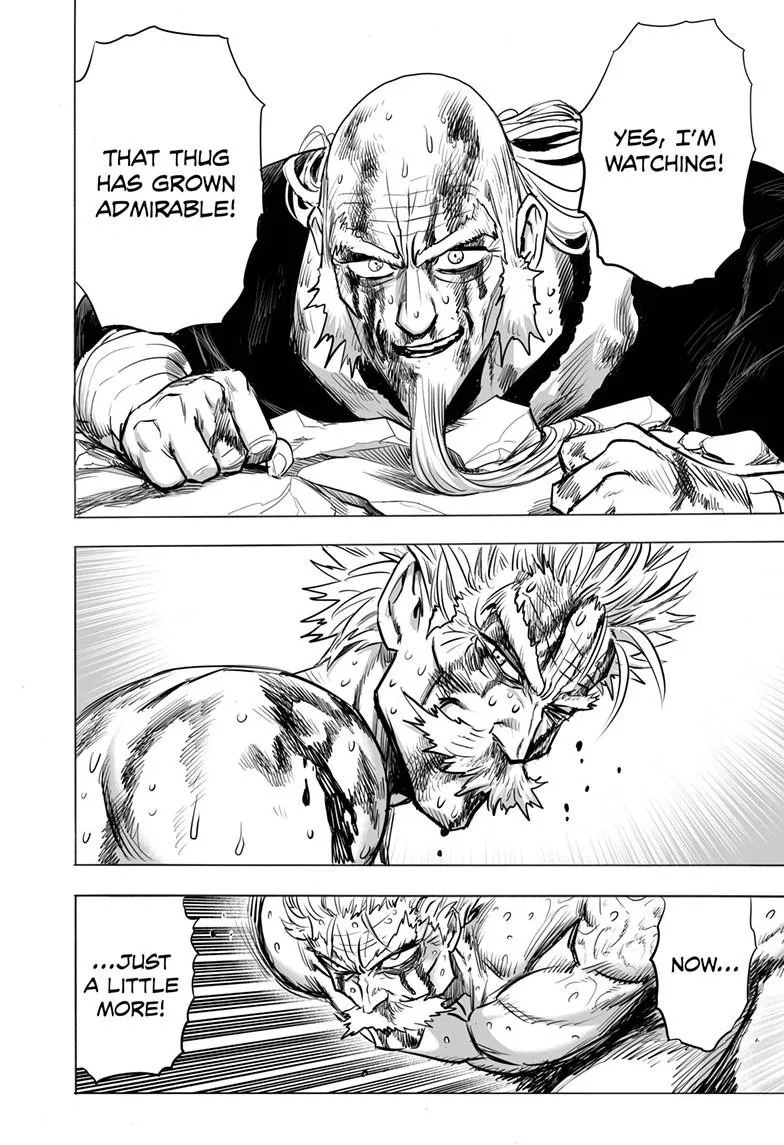 YES, I'M
WATCHING!
THAT THUG
HAS GROWN
ADMIRABLE!
NOW...
...JUST
A LITTLE
MORE!